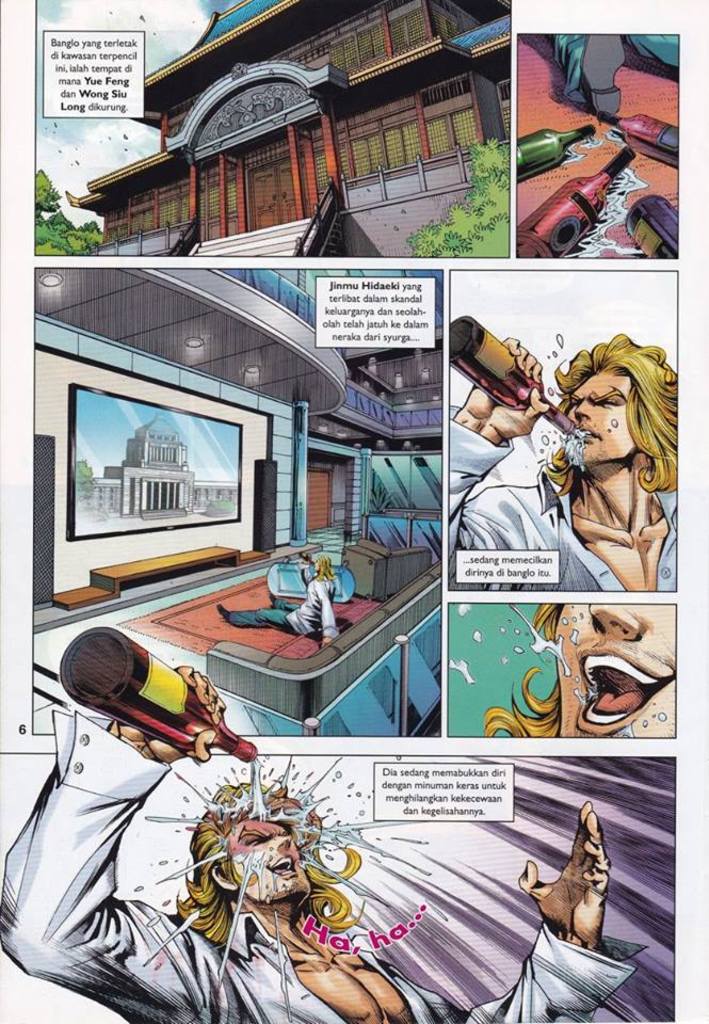 Banglo yang terletak
di kawasan terpencil
ini, ialah tempat di
mana Yue Feng
dan Wong Siu
Long dikurung.
Jinmu Hidaeki yang
terlibat dalam skandal
keluarganya dan seolah-
olah telah jatuh ke dalam
neraka dari syurga....
...sedang memecilkan
dirinya di banglo itu.
6
Dia sedang memabukkan diri
dengan minuman keras untuk
menghilangkan kekecewaan
dan kegelisahannya.
Ha, ha...